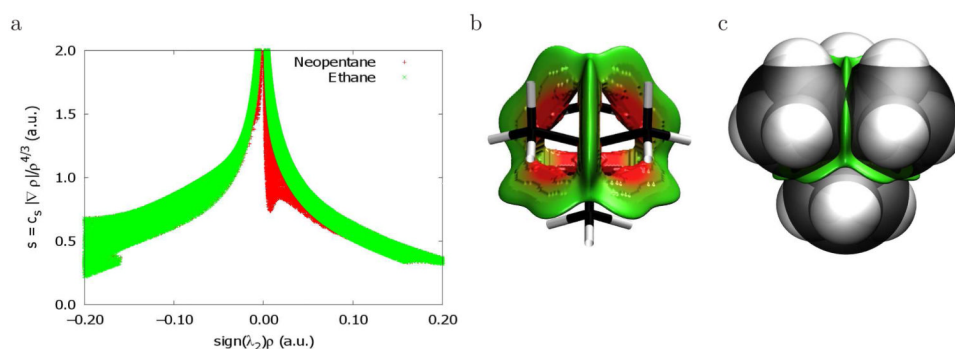 a
b
c
2.0
1.5
1.0
0.5
0.0
s = cₛ |∇ ρ|/ρ^4/3 (a.u.)
Neopentane
Ethane
−0.20 −0.10 0.00 0.10 0.20
sign(λ₂)ρ (a.u.)